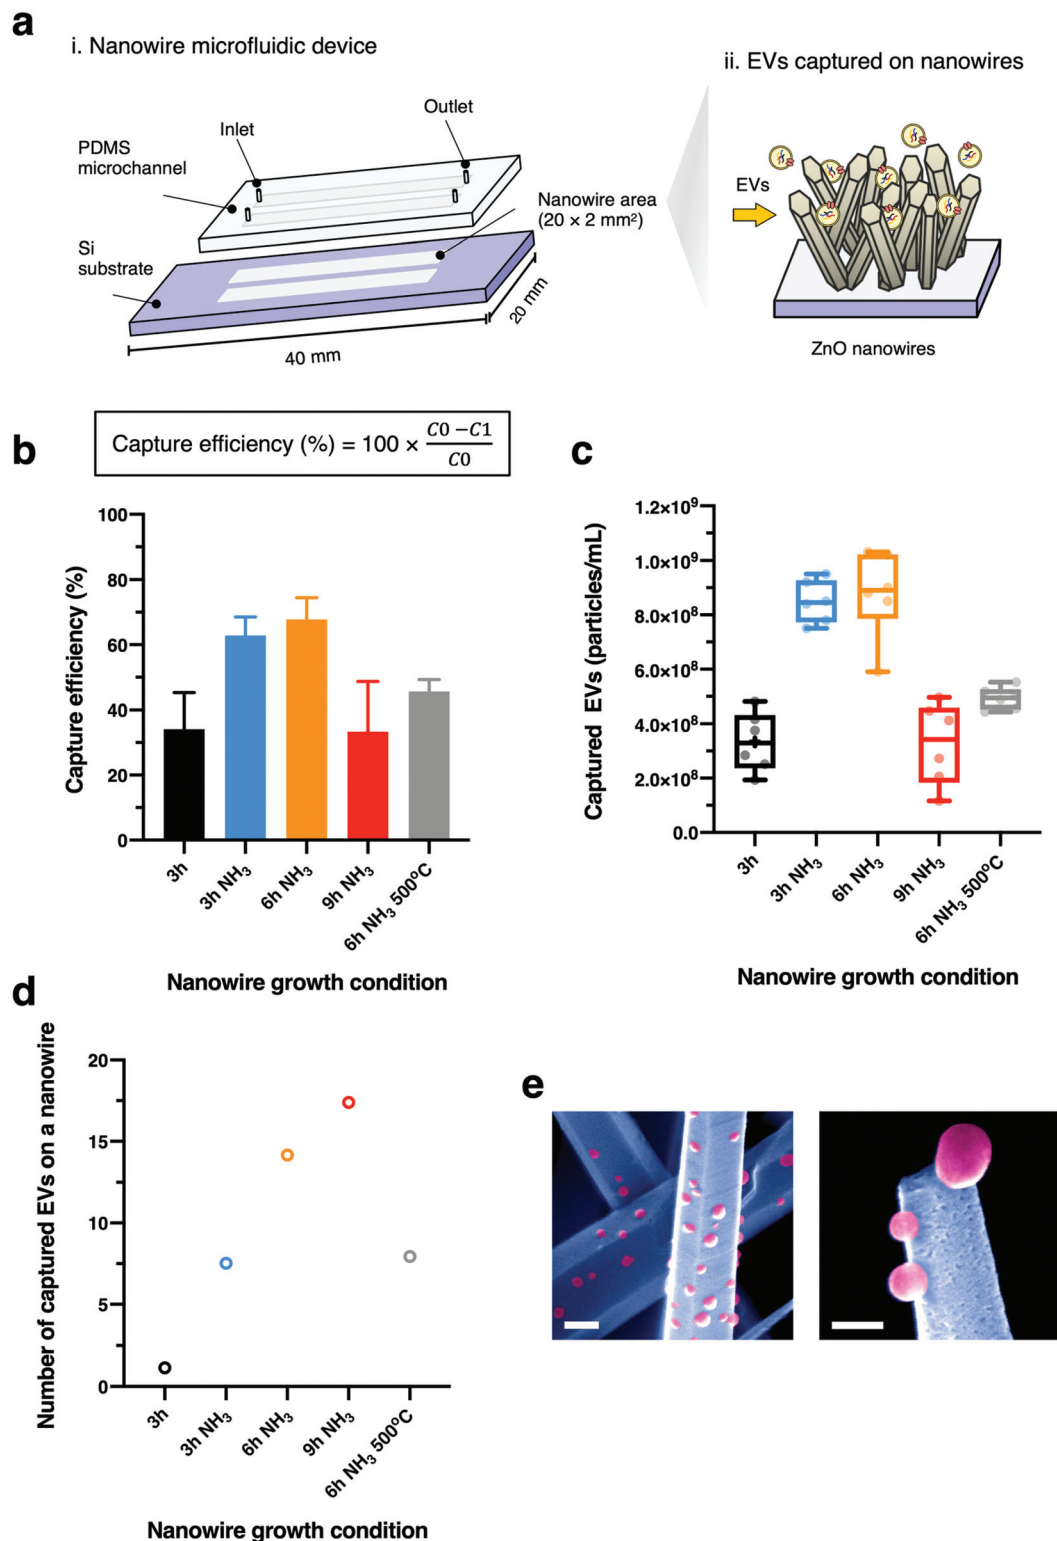 a
i. Nanowire microfluidic device
ii. EVs captured on nanowires
Outlet
Inlet
PDMS
microchannel
Nanowire area
(20 × 2 mm²)
EVs
Si
substrate
20 mm
40 mm
ZnO nanowires
b
Capture efficiency (%) = 100 × (C0 − C1)/C0
Capture efficiency (%)
100
80
60
40
20
0
3h
3h NH₃
6h NH₃
9h NH₃
6h NH₃ 500°C
Nanowire growth condition
c
Captured EVs (particles/mL)
1.2×10⁹
1.0×10⁹
8.0×10⁸
6.0×10⁸
4.0×10⁸
2.0×10⁸
0.0
3h
3h NH₃
6h NH₃
9h NH₃
6h NH₃ 500°C
Nanowire growth condition
d
Number of captured EVs on a nanowire
20
15
10
5
0
3h
3h NH₃
6h NH₃
9h NH₃
6h NH₃ 500°C
Nanowire growth condition
e